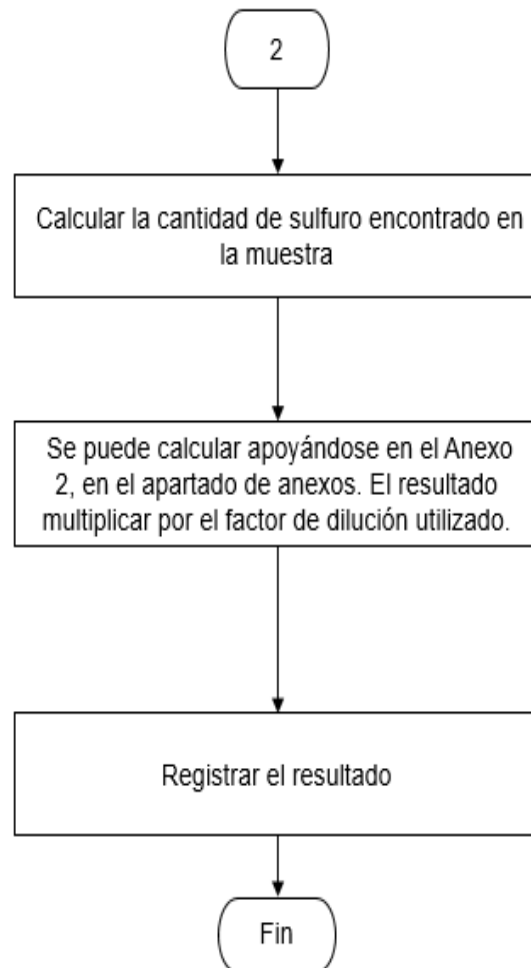 2
Calcular la cantidad de sulfuro encontrado en
la muestra
Se puede calcular apoyándose en el Anexo
2, en el apartado de anexos. El resultado
multiplicar por el factor de dilución utilizado.
Registrar el resultado
Fin